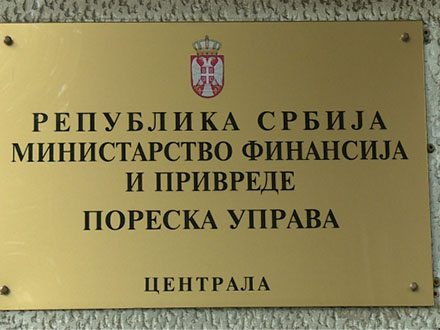 РЕПУБЛИКА СРБИЈА
МИНИСТАРСТВО ФИНАНСИЈА
И ПРИВРЕДЕ
ПОРЕСКА УПРАВА
ЦЕНТРАЛА